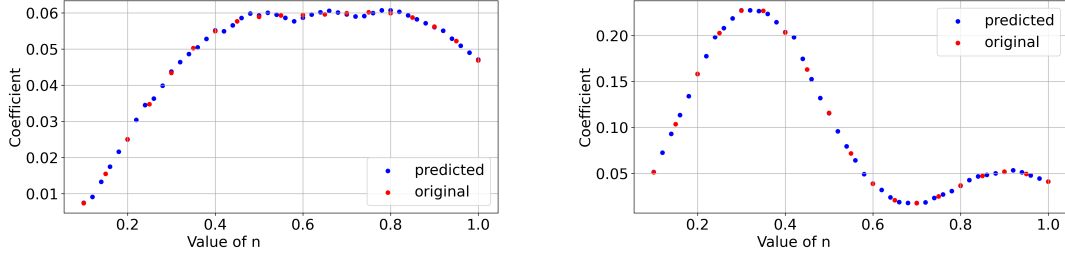 0.06
0.05
0.04
0.03
0.02
0.01
Coefficient
predicted
original
0.2 0.4 0.6 0.8 1.0
Value of n
0.20
0.15
0.10
0.05
Coefficient
predicted
original
0.2 0.4 0.6 0.8 1.0
Value of n